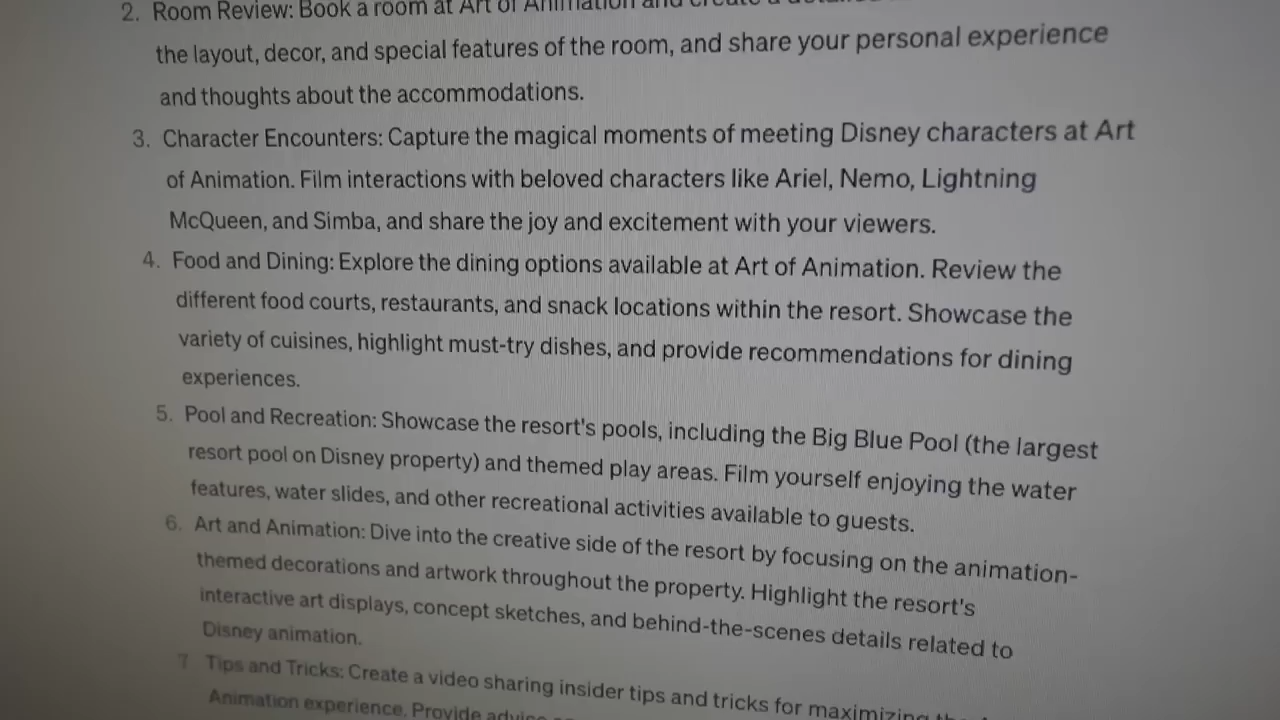 2. Room Review: Book a room at Art of Animation and create a
the layout, decor, and special features of the room, and share your personal experience
and thoughts about the accommodations.
3. Character Encounters: Capture the magical moments of meeting Disney characters at Art
of Animation. Film interactions with beloved characters like Ariel, Nemo, Lightning
McQueen, and Simba, and share the joy and excitement with your viewers.
4. Food and Dining: Explore the dining options available at Art of Animation. Review the
different food courts, restaurants, and snack locations within the resort. Showcase the
variety of cuisines, highlight must-try dishes, and provide recommendations for dining
experiences.
5. Pool and Recreation: Showcase the resort's pools, including the Big Blue Pool (the largest
resort pool on Disney property) and themed play areas. Film yourself enjoying the water
features, water slides, and other recreational activities available to guests.
6. Art and Animation: Dive into the creative side of the resort by focusing on the animation-
themed decorations and artwork throughout the property. Highlight the resort's
interactive art displays, concept sketches, and behind-the-scenes details related to
Disney animation.
7 Tips and Tricks: Create a video sharing insider tips and tricks for maximizing
Animation experience. Provide advice